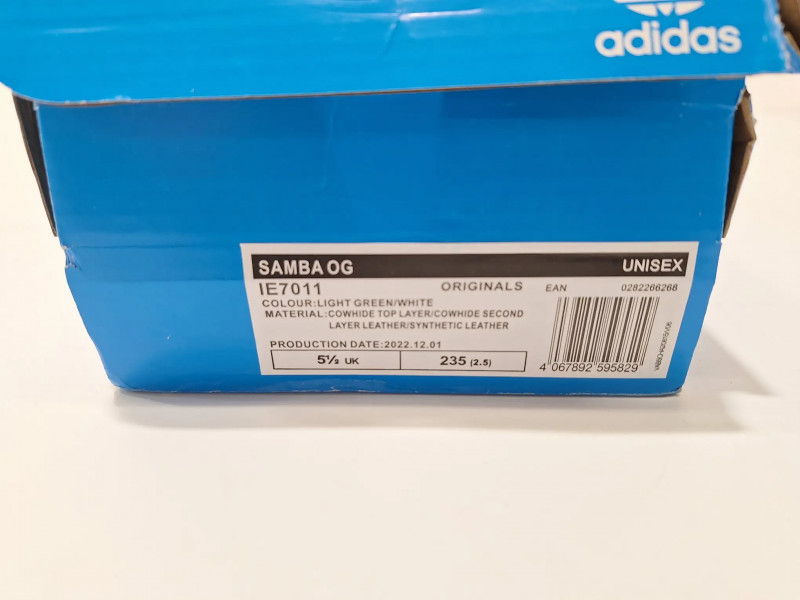 adidas
SAMBA OG UNISEX
IE7011 ORIGINALS EAN 0282266268
COLOUR:LIGHT GREEN/WHITE
MATERIAL:COWHIDE TOP LAYER/COWHIDE SECOND
LAYER LEATHER/SYNTHETIC LEATHER
PRODUCTION DATE:2022.12.01
5½ UK 235 (2.5)
4 067892 595829